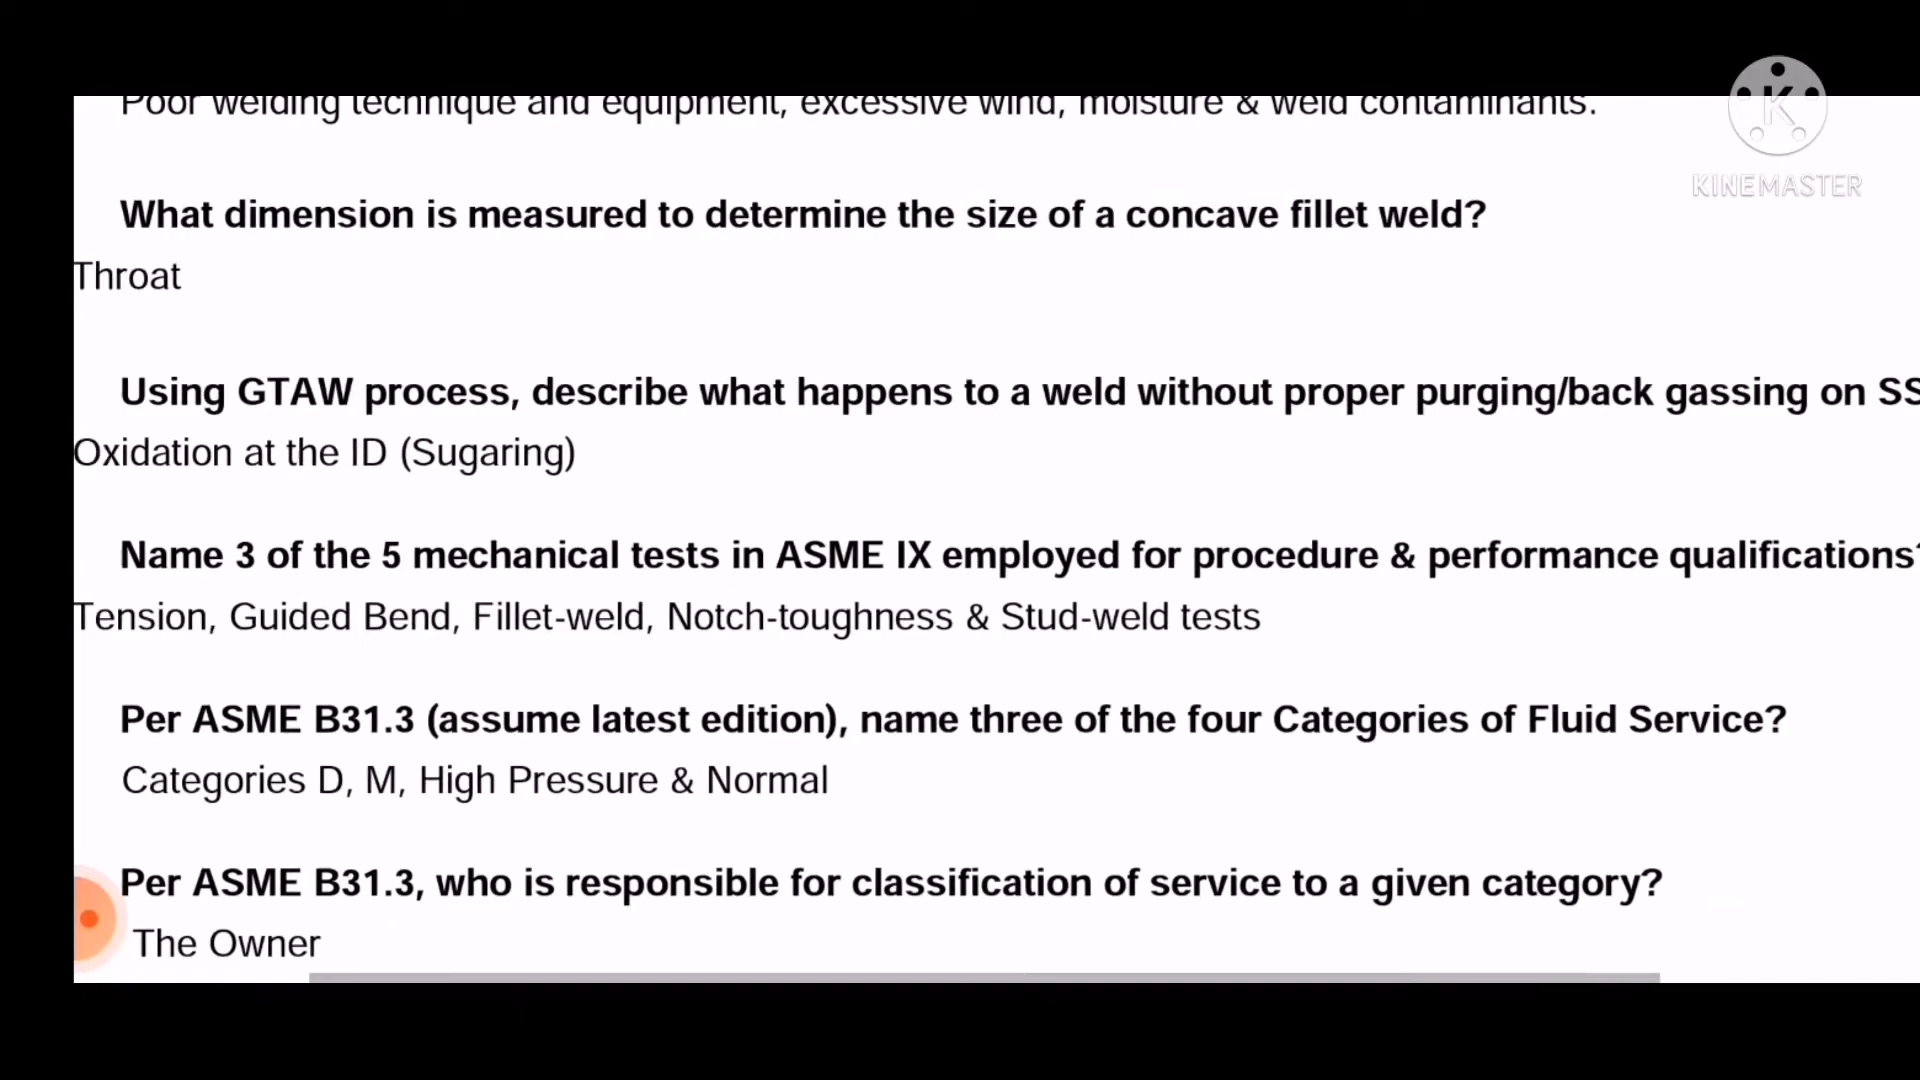 Poor welding technique and equipment, excessive wind, moisture & weld contaminants.
K
KINEMASTER
What dimension is measured to determine the size of a concave fillet weld?
Throat
Using GTAW process, describe what happens to a weld without proper purging/back gassing on SS
Oxidation at the ID (Sugaring)
Name 3 of the 5 mechanical tests in ASME IX employed for procedure & performance qualifications?
Tension, Guided Bend, Fillet-weld, Notch-toughness & Stud-weld tests
Per ASME B31.3 (assume latest edition), name three of the four Categories of Fluid Service?
Categories D, M, High Pressure & Normal
Per ASME B31.3, who is responsible for classification of service to a given category?
The Owner